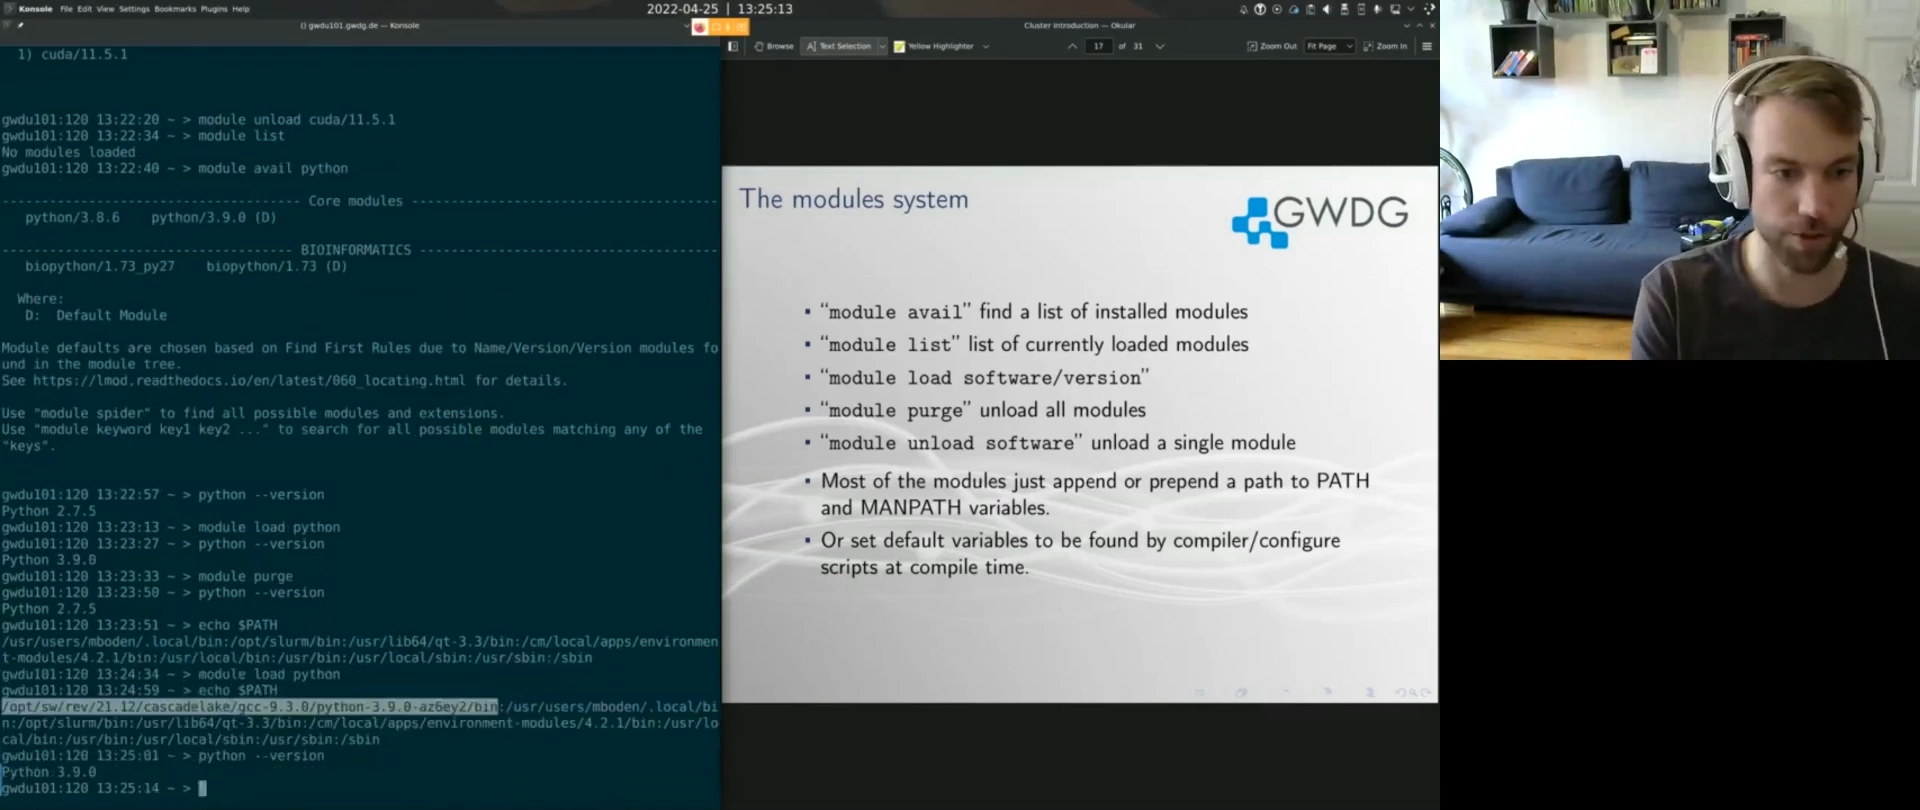 Konsole File Edit View Settings Bookmarks Plugins Help
2022-04-25 | 13:25:13
() gwdu101.gwdg.de — Konsole
1) cuda/11.5.1
gwdu101:120 13:22:20 ~ > module unload cuda/11.5.1
gwdu101:120 13:22:34 ~ > module list
No modules loaded
gwdu101:120 13:22:40 ~ > module avail python
------------------------------------- Core modules -------------------------------------
python/3.8.6 python/3.9.0 (D)
------------------------------------ BIOINFORMATICS ------------------------------------
biopython/1.73_py27 biopython/1.73 (D)
Where:
D: Default Module
Module defaults are chosen based on Find First Rules due to Name/Version/Version modules fo
und in the module tree.
See https://lmod.readthedocs.io/en/latest/060_locating.html for details.
Use "module spider" to find all possible modules and extensions.
Use "module keyword key1 key2 ..." to search for all possible modules matching any of the
"keys".
gwdu101:120 13:22:57 ~ > python --version
Python 2.7.5
gwdu101:120 13:23:13 ~ > module load python
gwdu101:120 13:23:27 ~ > python --version
Python 3.9.0
gwdu101:120 13:23:33 ~ > module purge
gwdu101:120 13:23:50 ~ > python --version
Python 2.7.5
gwdu101:120 13:23:51 ~ > echo $PATH
/usr/users/mboden/.local/bin:/opt/slurm/bin:/usr/lib64/qt-3.3/bin:/cm/local/apps/environmen
t-modules/4.2.1/bin:/usr/local/bin:/usr/bin:/usr/local/sbin:/usr/sbin:/sbin
gwdu101:120 13:24:34 ~ > module load python
gwdu101:120 13:24:59 ~ > echo $PATH
/opt/sw/rev/21.12/cascadelake/gcc-9.3.0/python-3.9.0-az6ey2/bin:/usr/users/mboden/.local/bi
n:/opt/slurm/bin:/usr/lib64/qt-3.3/bin:/cm/local/apps/environment-modules/4.2.1/bin:/usr/lo
cal/bin:/usr/bin:/usr/local/sbin:/usr/sbin:/sbin
gwdu101:120 13:25:01 ~ > python --version
Python 3.9.0
gwdu101:120 13:25:14 ~ >
Cluster Introduction — Okular
Browse Text Selection Yellow Highlighter 17 of 31 Zoom Out Fit Page Zoom In
The modules system
GWDG
▪ “module avail” find a list of installed modules
▪ “module list” list of currently loaded modules
▪ “module load software/version”
▪ “module purge” unload all modules
▪ “module unload software” unload a single module
▪ Most of the modules just append or prepend a path to PATH
and MANPATH variables.
▪ Or set default variables to be found by compiler/configure
scripts at compile time.